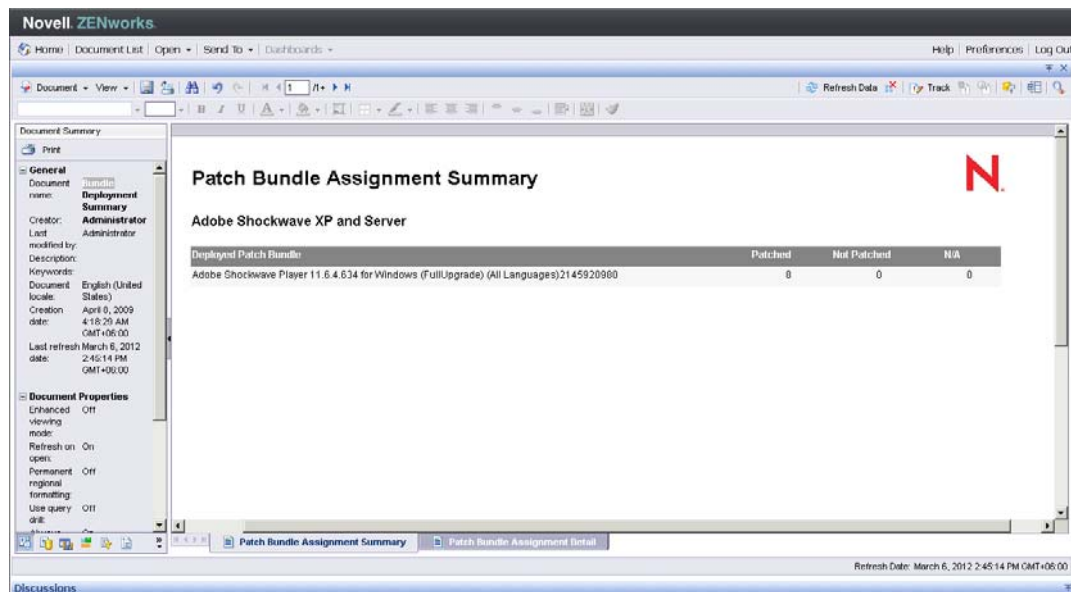 Novell. ZENworks.
Home Document List Open Send To Dashboards
Help Preferences Log Out
Document View 1 /1+ Refresh Data Track
B I U A
Document Summary
Print
General
Document name: Bundle Deployment Summary
Creator: Administrator
Last modified by: Administrator
Description:
Keywords:
Document locale: English (United States)
Creation date: April 8, 2009 4:18:29 AM GMT+06:00
Last refresh date: March 6, 2012 2:45:14 PM GMT+06:00
Document Properties
Enhanced viewing mode: Off
Refresh on open: On
Permanent regional formatting: Off
Use query drill: Off
Patch Bundle Assignment Summary
N
Adobe Shockwave XP and Server
Deployed Patch Bundle Patched Not Patched N/A
Adobe Shockwave Player 11.6.4.634 for Windows (FullUpgrade) (All Languages)2145920980 8 0 0
Patch Bundle Assignment Summary Patch Bundle Assignment Detail
Refresh Date: March 6, 2012 2:45:14 PM GMT+06:00
Discussions